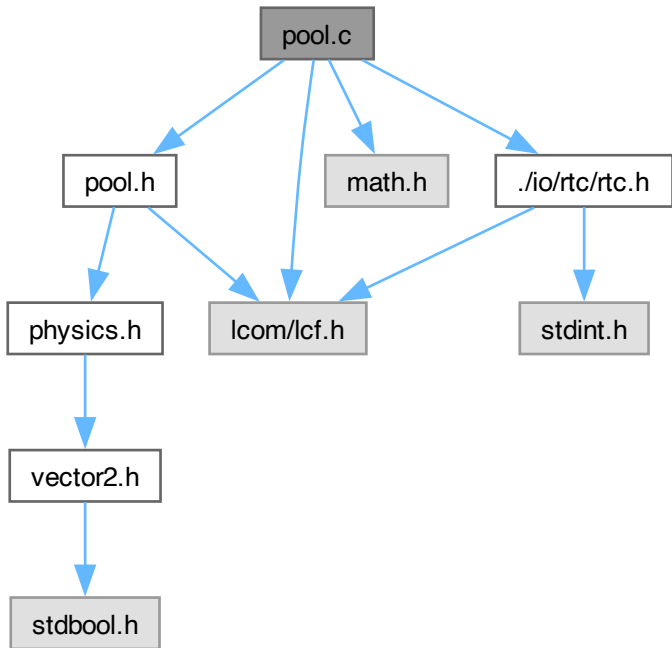 pool.c
pool.h
math.h
./io/rtc/rtc.h
physics.h
lcom/lcf.h
stdint.h
vector2.h
stdbool.h